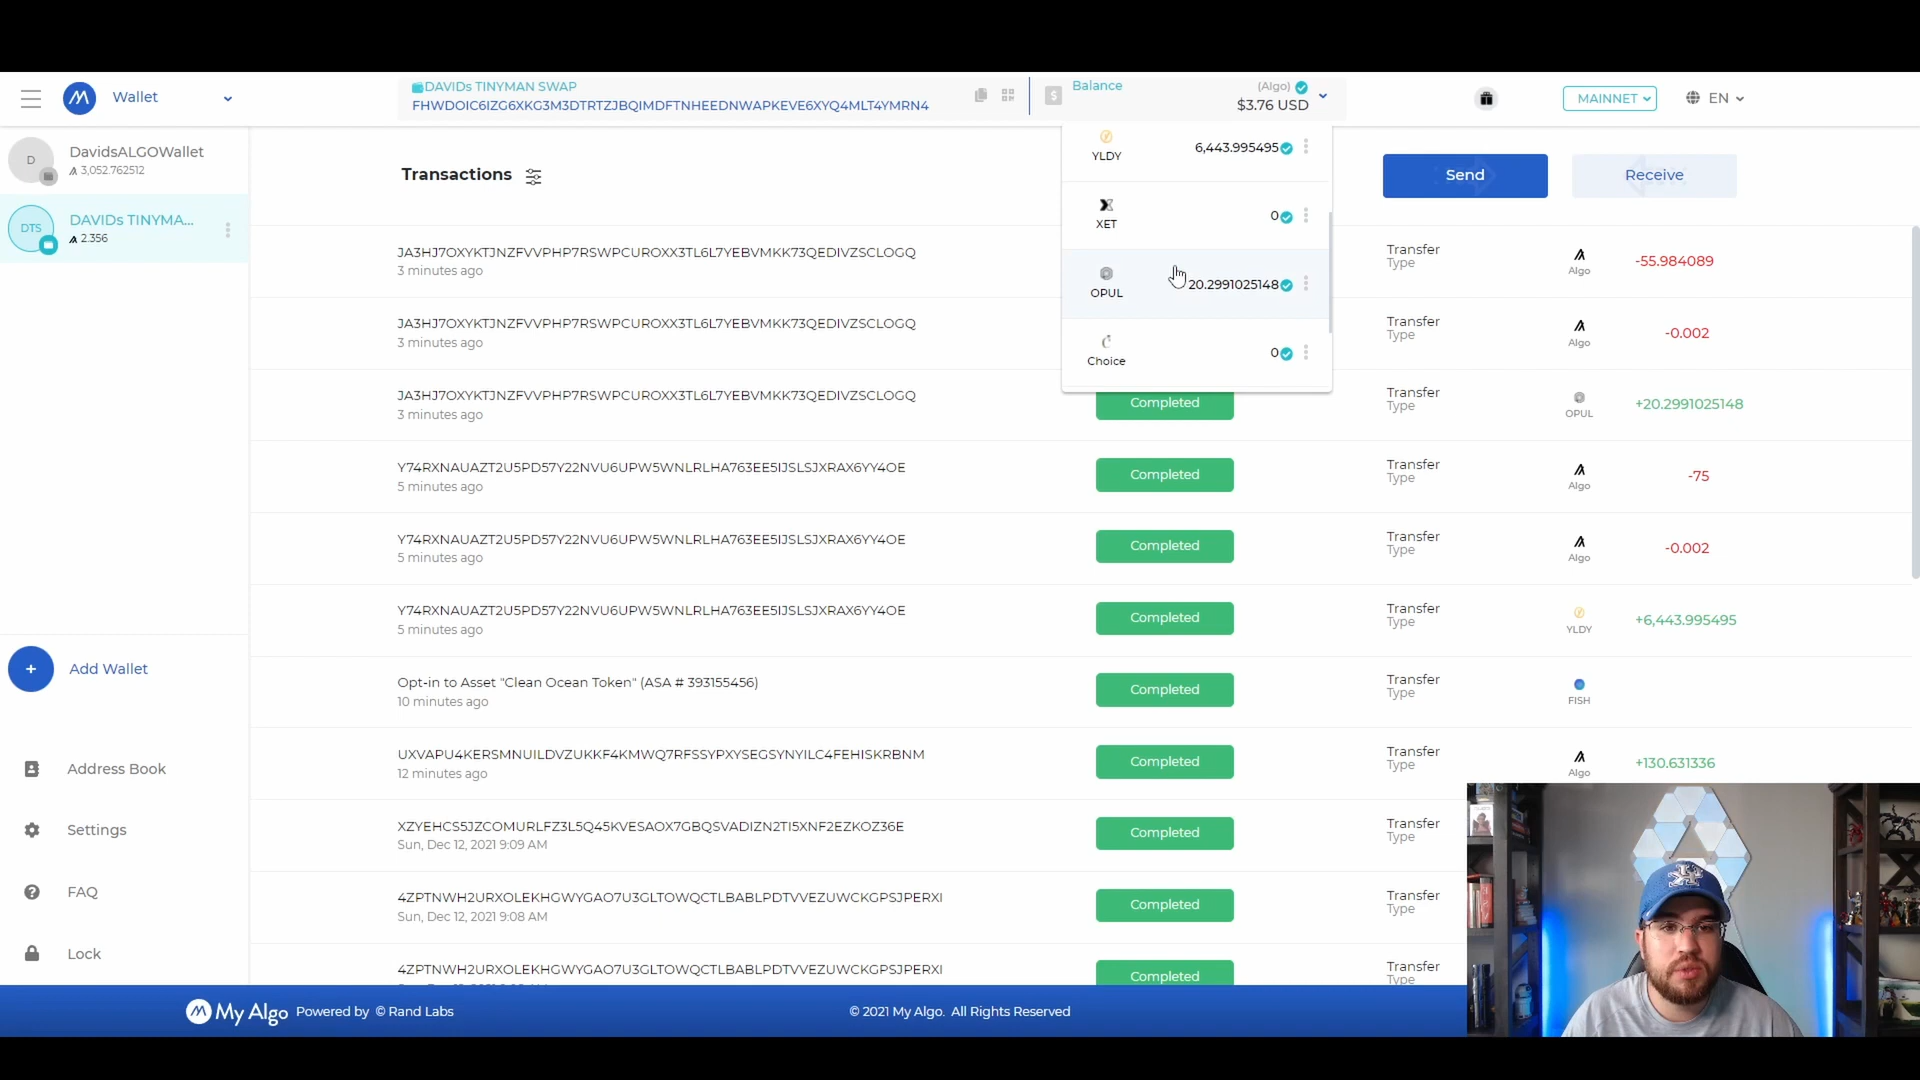 Wallet
DAVIDs TINYMAN SWAP
FHWDOIC6IZG6XKG3M3DTRTZJBQIMDFTNHEEDNWAPKEVE6XYQ4MLT4YMRN4
Balance
(Algo)
$3.76 USD
MAINNET
EN
D
DavidsALGOWallet
3,052.762512
DTS
DAVIDs TINYMA...
2.356
Add Wallet
Address Book
Settings
FAQ
Lock
Transactions
YLDY
6,443.995495
XET
0
OPUL
20.2991025148
Choice
0
Send
Receive
JA3HJ7OXYKTJNZFVVPHP7RSWPCUROXX3TL6L7YEBVMKK73QEDIVZSCLOGQ
3 minutes ago
Transfer
Type
Algo
-55.984089
JA3HJ7OXYKTJNZFVVPHP7RSWPCUROXX3TL6L7YEBVMKK73QEDIVZSCLOGQ
3 minutes ago
Transfer
Type
Algo
-0.002
JA3HJ7OXYKTJNZFVVPHP7RSWPCUROXX3TL6L7YEBVMKK73QEDIVZSCLOGQ
3 minutes ago
Completed
Transfer
Type
OPUL
+20.2991025148
Y74RXNAUAZT2U5PD57Y22NVU6UPW5WNLRLHA763EE5IJSLSJXRAX6YY4OE
5 minutes ago
Completed
Transfer
Type
Algo
-75
Y74RXNAUAZT2U5PD57Y22NVU6UPW5WNLRLHA763EE5IJSLSJXRAX6YY4OE
5 minutes ago
Completed
Transfer
Type
Algo
-0.002
Y74RXNAUAZT2U5PD57Y22NVU6UPW5WNLRLHA763EE5IJSLSJXRAX6YY4OE
5 minutes ago
Completed
Transfer
Type
YLDY
+6,443.995495
Opt-in to Asset "Clean Ocean Token" (ASA # 393155456)
10 minutes ago
Completed
Transfer
Type
FISH
UXVAPU4KERSMNUILDVZUKKF4KMWQ7RFSSYPXYSEGSYNYILC4FEHISKRBNM
12 minutes ago
Completed
Transfer
Type
Algo
+130.631336
XZYEHCS5JZCOMURLFZ3L5Q45KVESAOX7GBQSVADIZN2TI5XNF2EZKOZ36E
Sun, Dec 12, 2021 9:09 AM
Completed
Transfer
Type
4ZPTNWH2URXOLEKHGWYGAO7U3GLTOWQCTLBABLPDTVVEZUWCKGPSJPERXI
Sun, Dec 12, 2021 9:08 AM
Completed
Transfer
Type
4ZPTNWH2URXOLEKHGWYGAO7U3GLTOWQCTLBABLPDTVVEZUWCKGPSJPERXI
Completed
Transfer
Type
My Algo Powered by © Rand Labs
© 2021 My Algo. All Rights Reserved